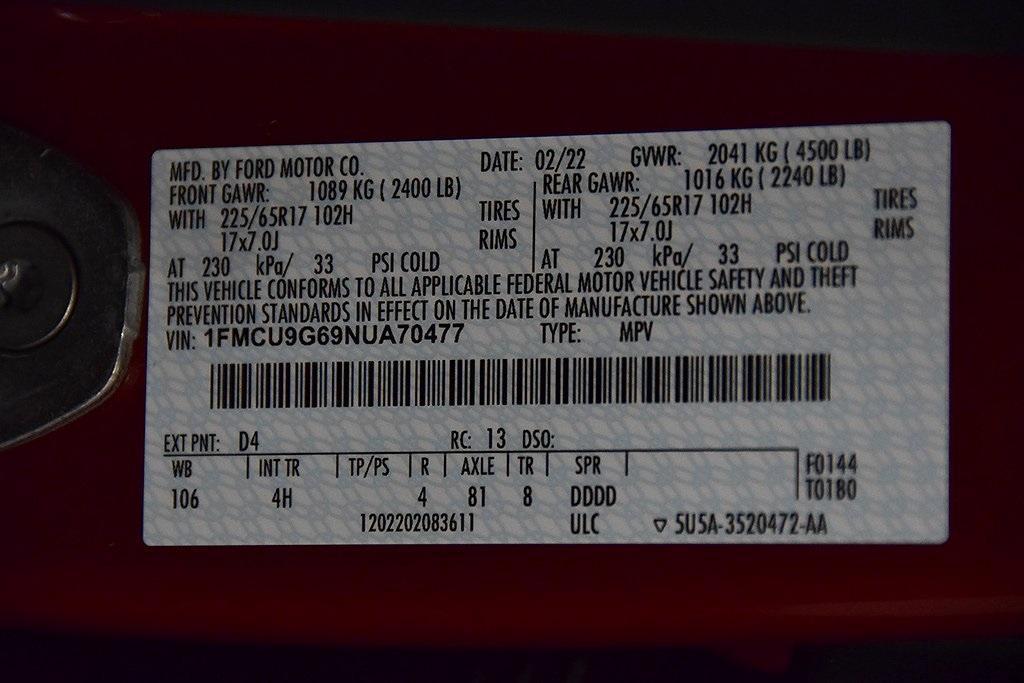 MFD. BY FORD MOTOR CO. DATE: 02/22 GVWR: 2041 KG ( 4500 LB)
FRONT GAWR: 1089 KG ( 2400 LB) REAR GAWR: 1016 KG ( 2240 LB)
WITH 225/65R17 102H TIRES WITH 225/65R17 102H TIRES
17x7.0J RIMS 17x7.0J RIMS
AT 230 kPa/ 33 PSI COLD AT 230 kPa/ 33 PSI COLD
THIS VEHICLE CONFORMS TO ALL APPLICABLE FEDERAL MOTOR VEHICLE SAFETY AND THEFT
PREVENTION STANDARDS IN EFFECT ON THE DATE OF MANUFACTURE SHOWN ABOVE.
VIN: 1FMCU9G69NUA70477 TYPE: MPV
EXT PNT: D4 RC: 13 DSO:
WB INT TR TP/PS R AXLE TR SPR F0144
106 4H 4 81 8 DDDD T0180
1202202083611 ULC ▽ 5U5A-3520472-AA